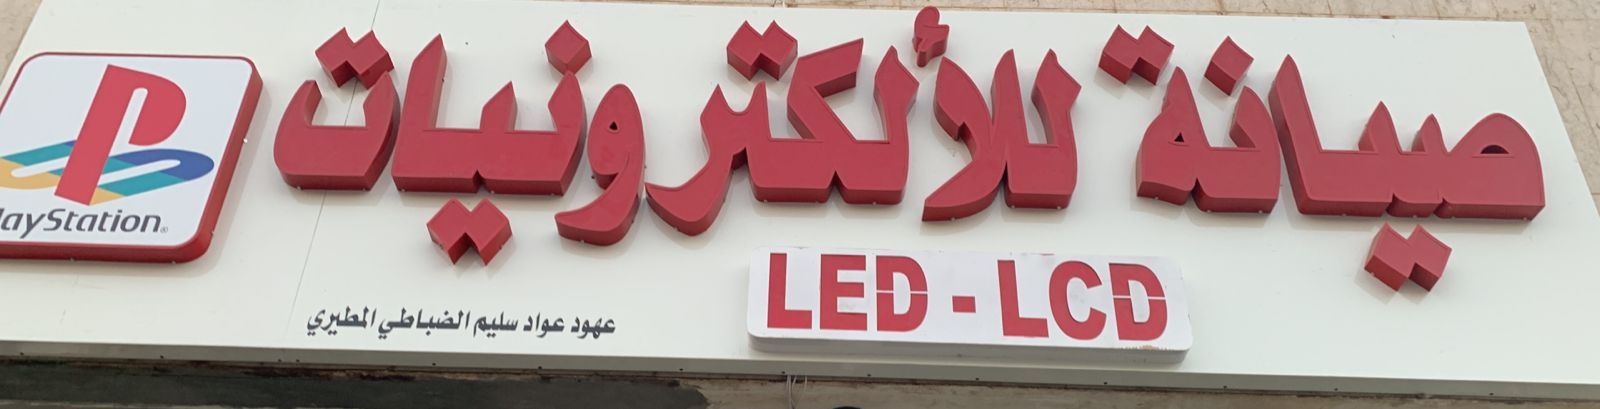 صيانة للألكترونيات
LED - LCD
عهود عواد سليم الضباطي المطيري
PlayStation